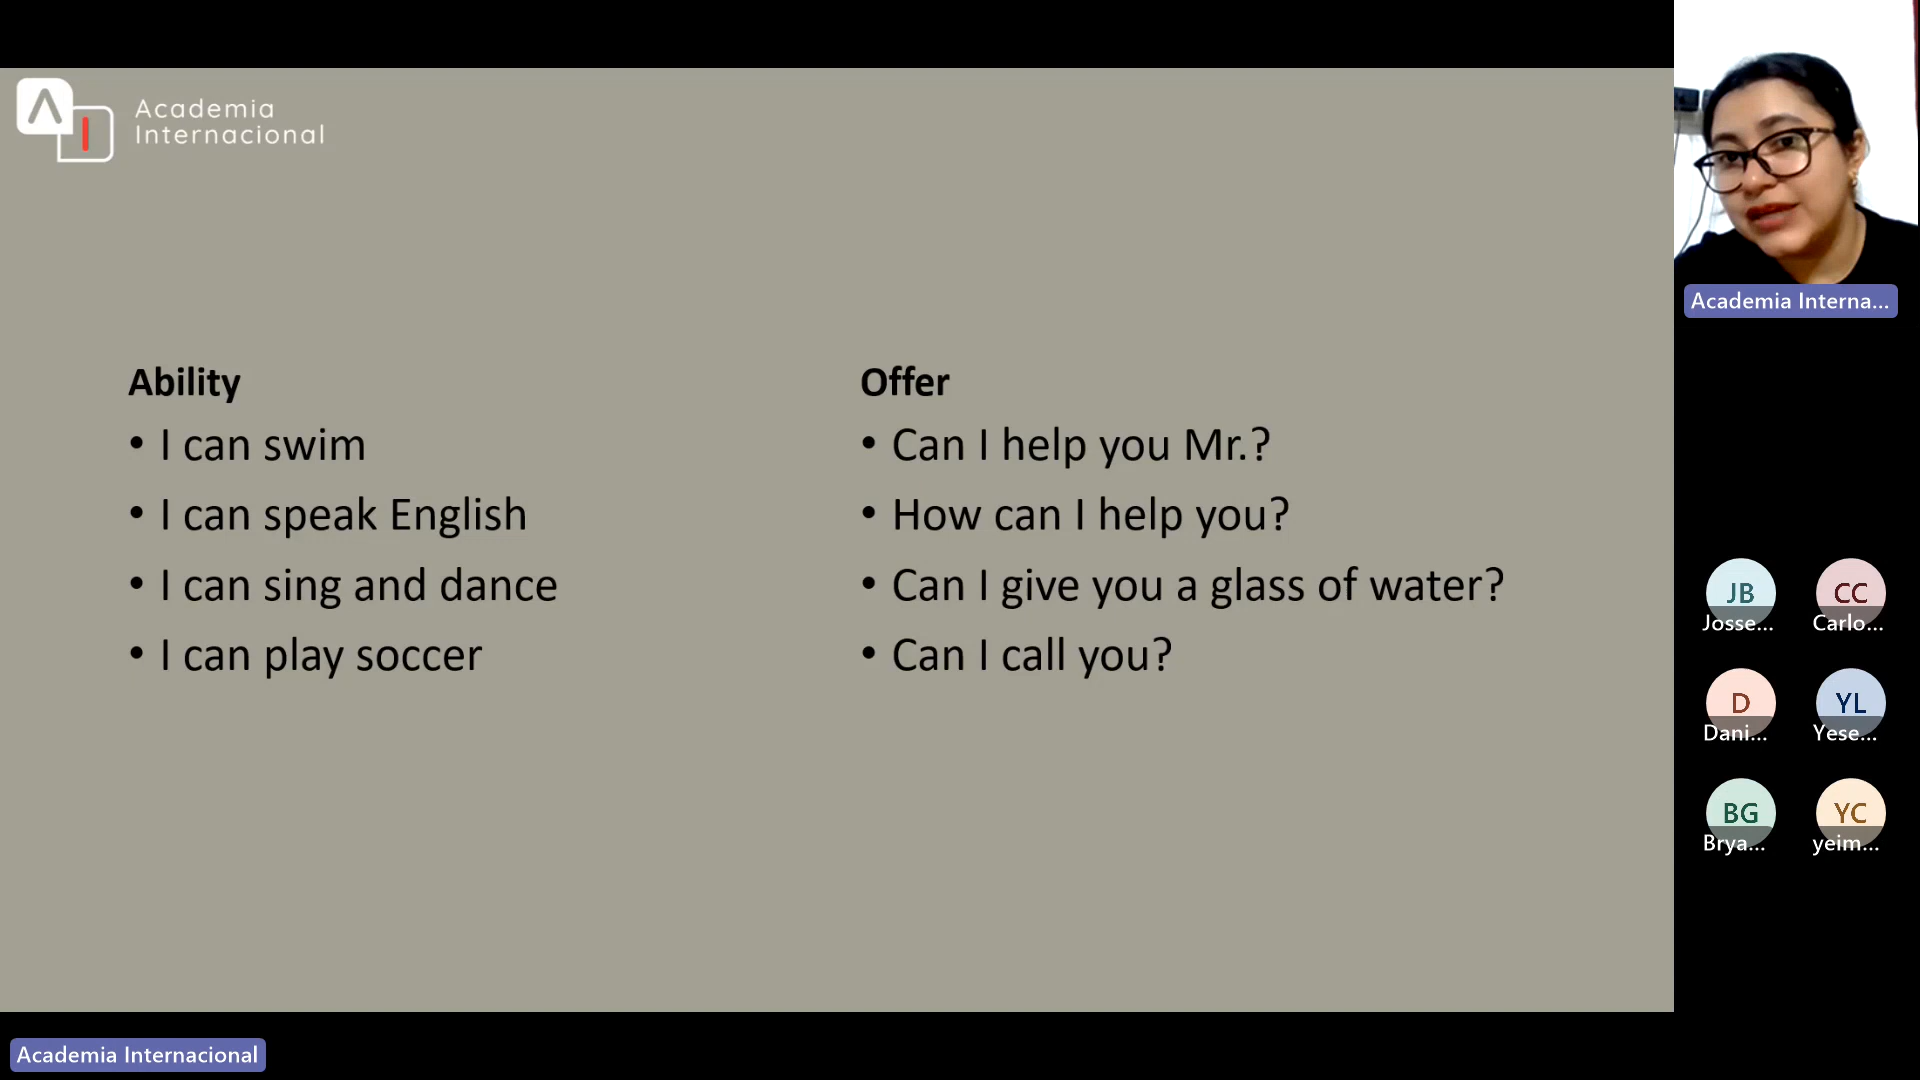 Academia
Internacional
Ability
• I can swim
• I can speak English
• I can sing and dance
• I can play soccer
Offer
• Can I help you Mr.?
• How can I help you?
• Can I give you a glass of water?
• Can I call you?
Academia Interna...
JB
Josse...
CC
Carlo...
D
Dani...
YL
Yese...
BG
Brya...
YC
yeim...
Academia Internacional